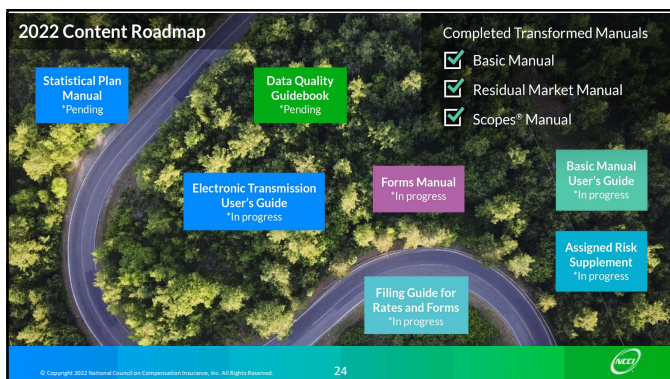 2022 Content Roadmap
Completed Transformed Manuals
Basic Manual
Residual Market Manual
Scopes® Manual
Statistical Plan
Manual
*Pending
Data Quality
Guidebook
*Pending
Electronic Transmission
User's Guide
*In progress
Forms Manual
*In progress
Basic Manual
User's Guide
*In progress
Assigned Risk
Supplement
*In progress
Filing Guide for
Rates and Forms
*In progress
© Copyright 2022 National Council on Compensation Insurance, Inc. All Rights Reserved.
24
NCCI